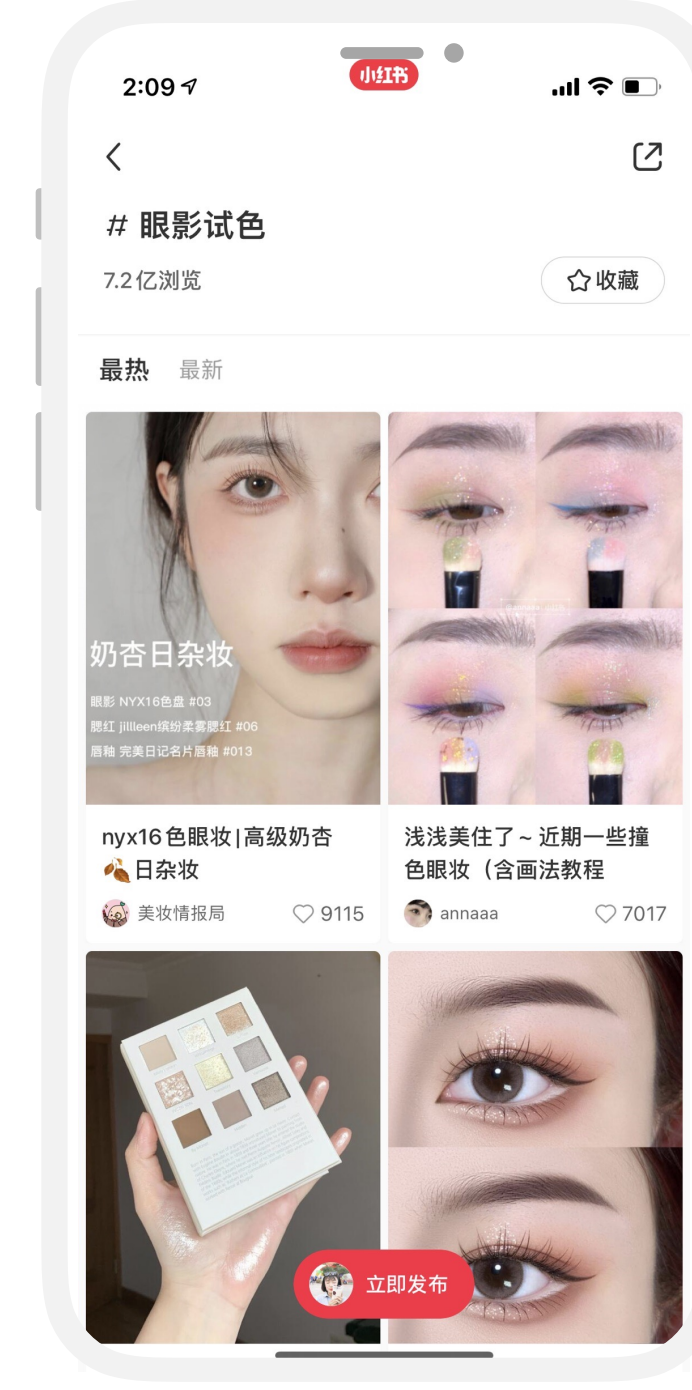 2:09
小红书
# 眼影试色
7.2亿浏览
收藏
最热 最新
奶杏日杂妆
眼影 NYX16色盘 #03
腮红 jillleen缤纷柔雾腮红 #06
唇釉 完美日记名片唇釉 #013
nyx16色眼妆|高级奶杏
🍂日杂妆
美妆情报局 9115
浅浅美住了~近期一些撞
色眼妆（含画法教程
annaaa 7017
立即发布